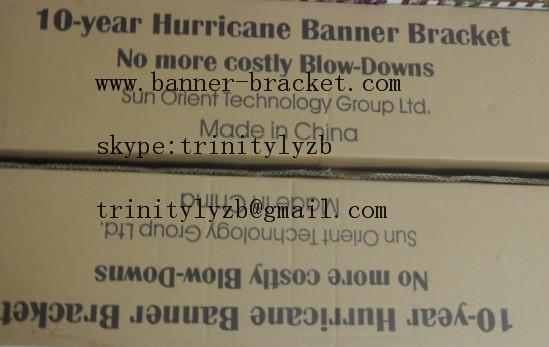 10-year Hurricane Banner Bracket
No more costly Blow-Downs
www.banner-bracket.com
Sun Orient Technology Group Ltd.
Made in China
skype:trinitylyzb
Made in China
trinitylyzb@gmail.com
Sun Orient Technology Group Ltd.
No more costly Blow-Downs
10-year Hurricane Banner Bracket